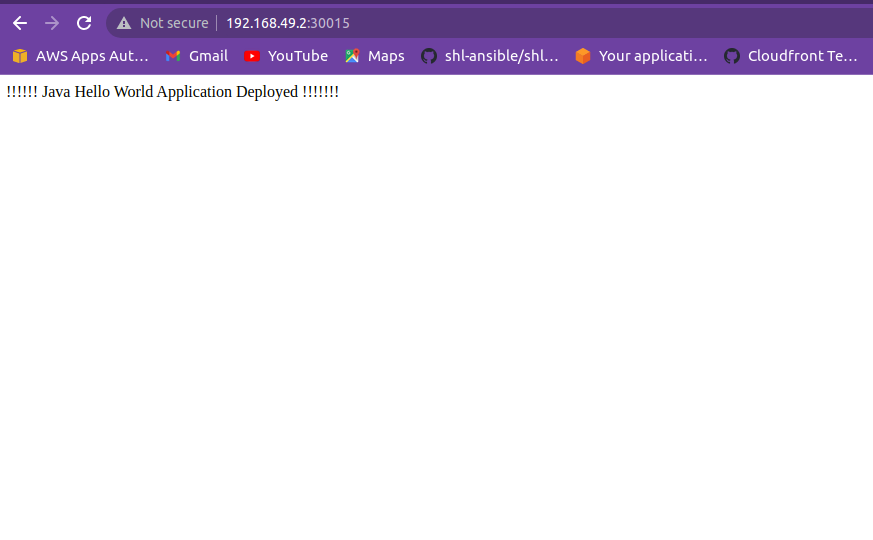 Not secure 192.168.49.2:30015
AWS Apps Aut… Gmail YouTube Maps shl-ansible/shl… Your applicati… Cloudfront Te…
!!!!!! Java Hello World Application Deployed !!!!!!!